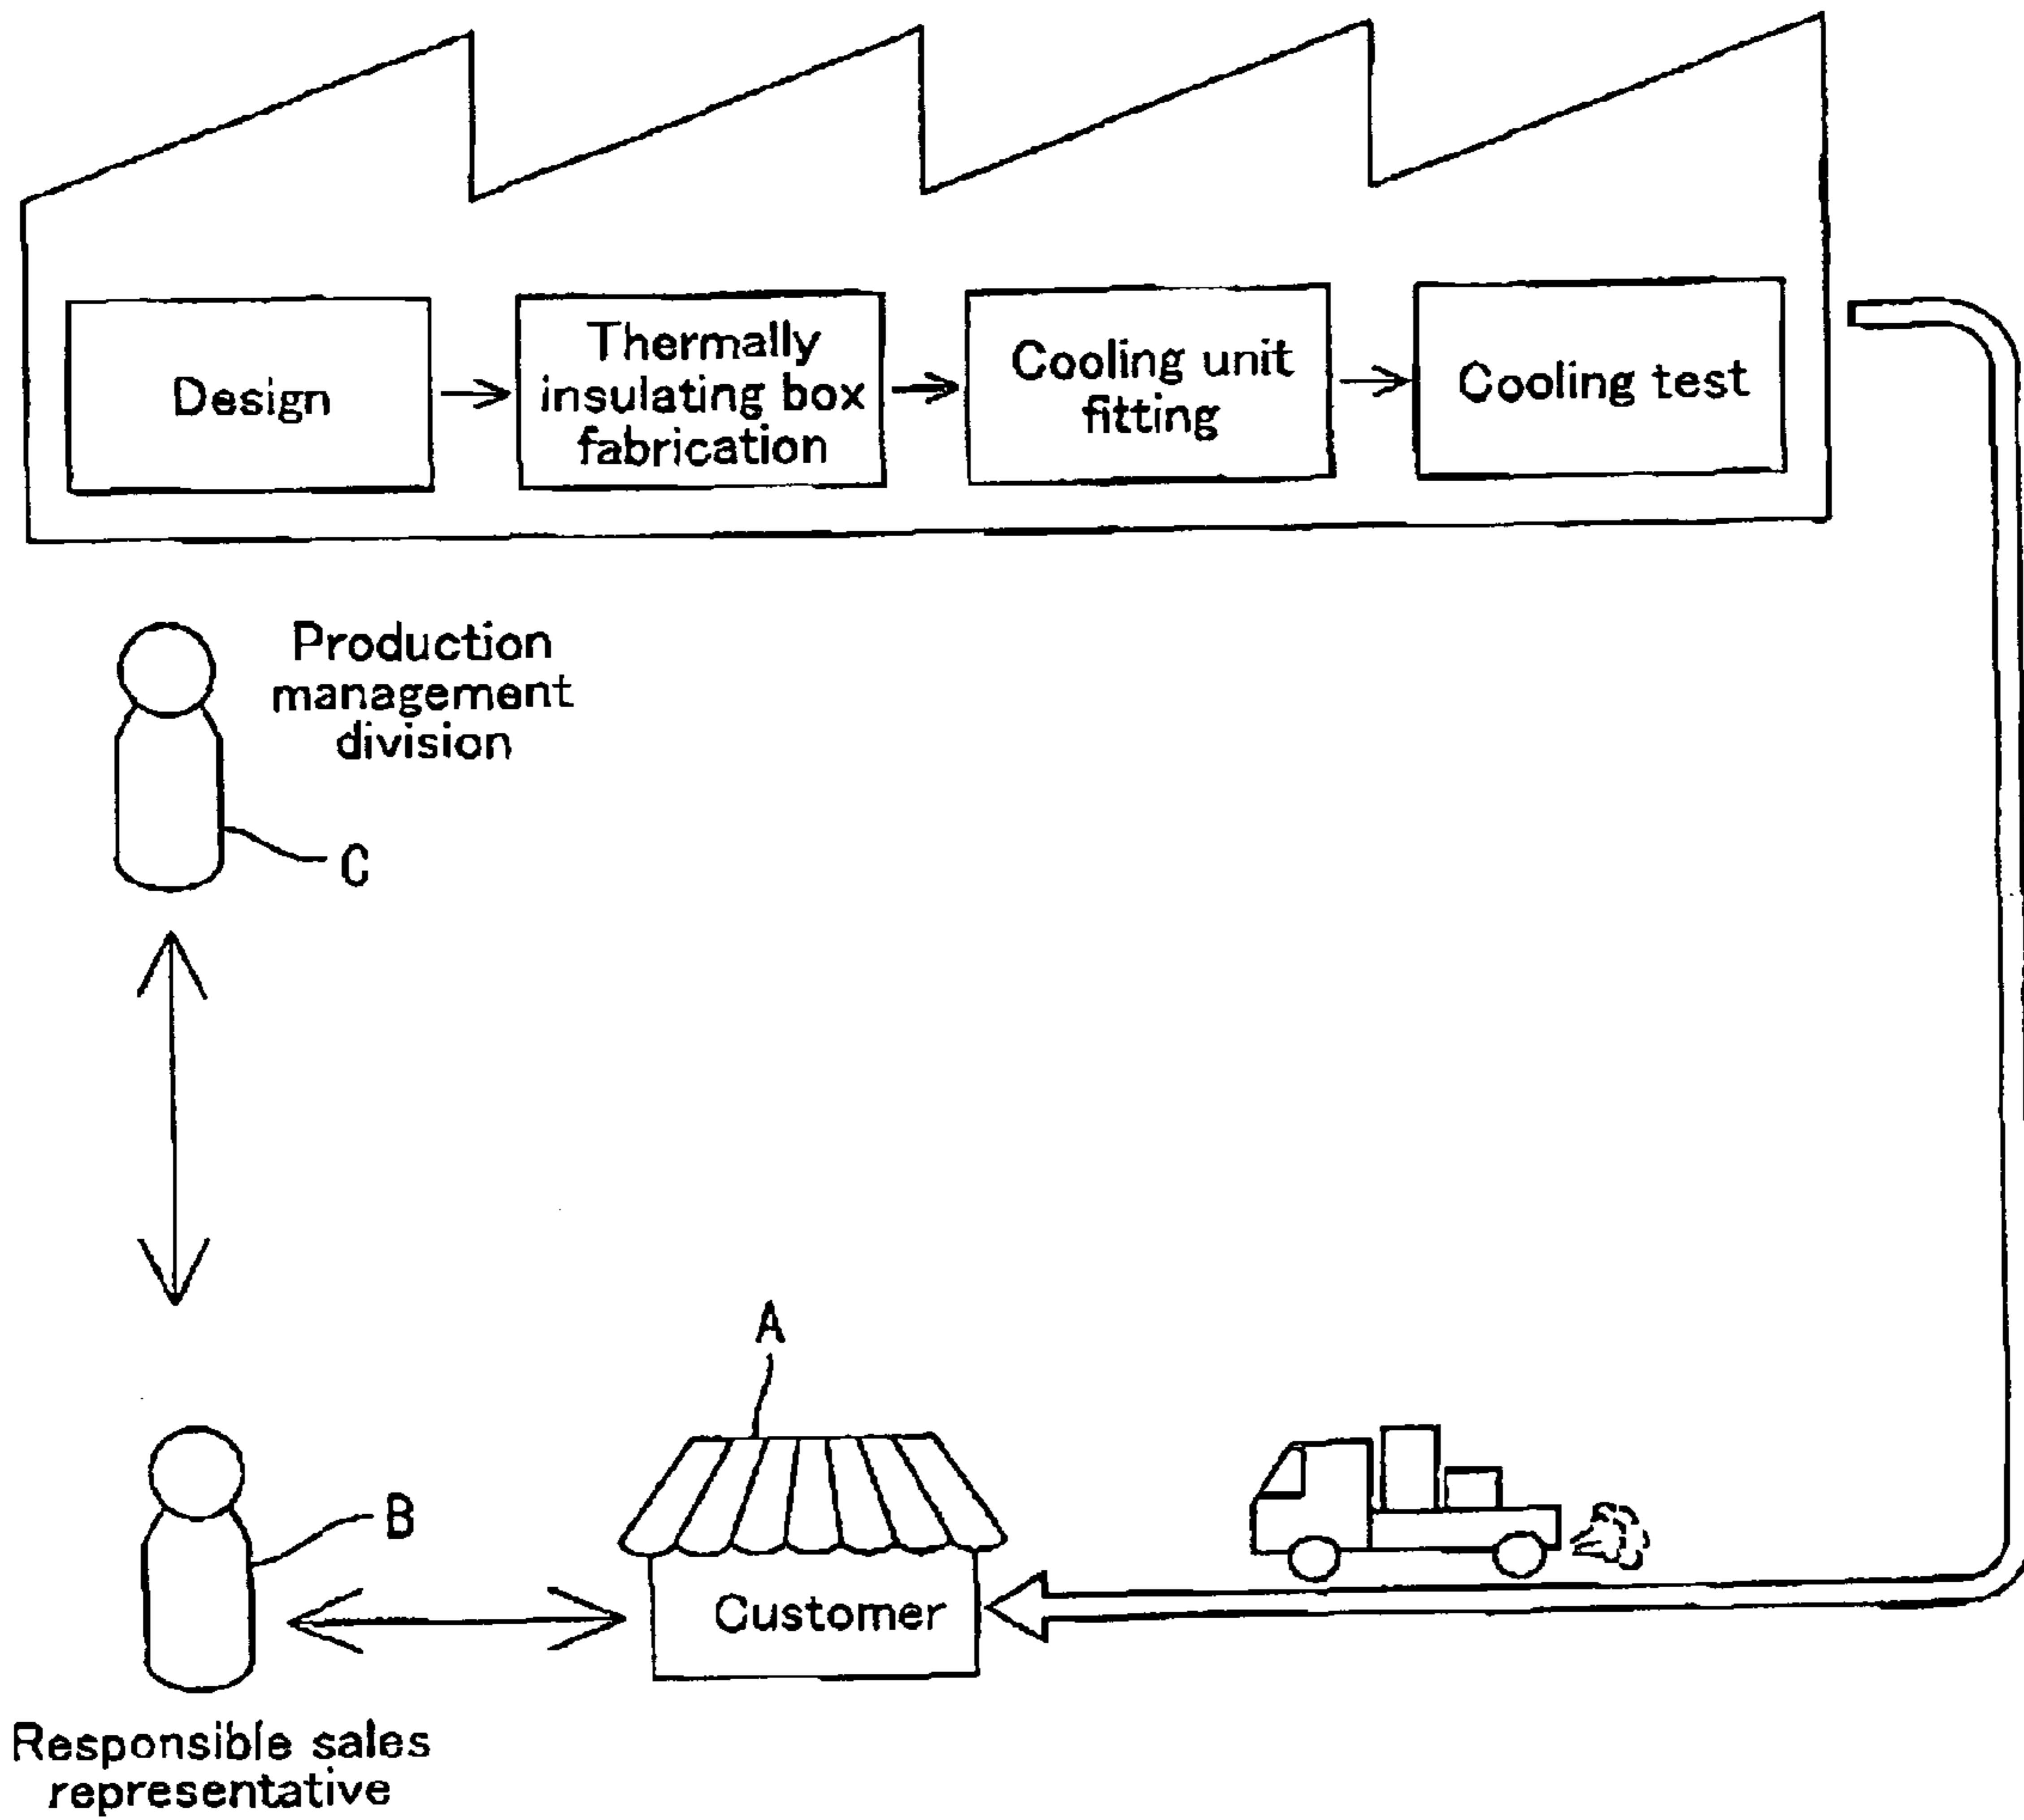 Design
Thermally
insulating box
fabrication
Cooling unit
fitting
Cooling test
Production
management
division
C
A
B
Customer
Responsible sales
representative